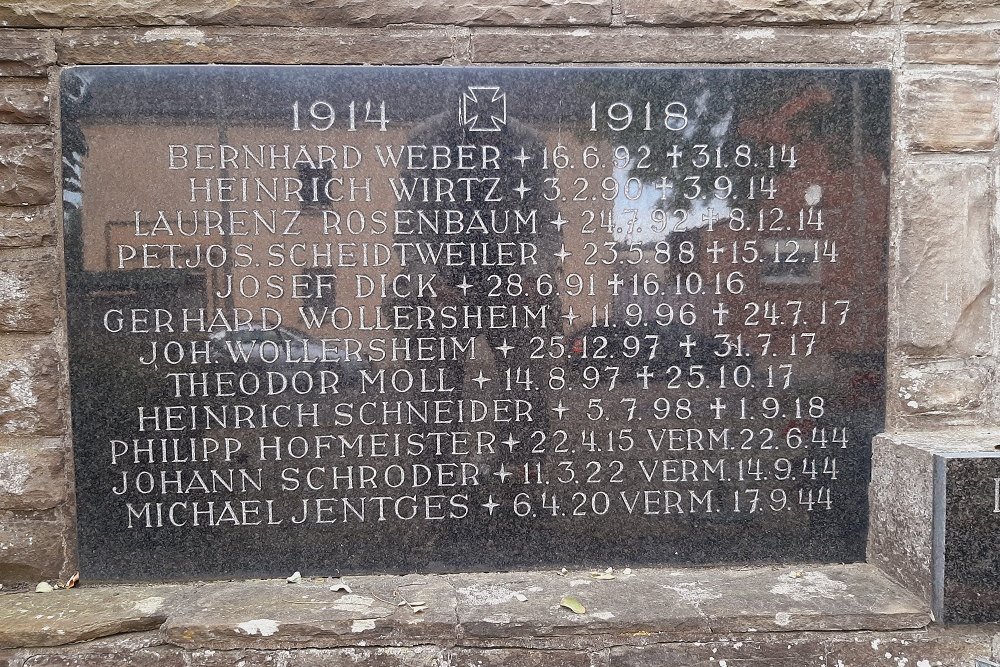 1914 1918
BERNHARD WEBER ✦ 16.6.92 ✝ 31.8.14
HEINRICH WIRTZ ✦ 3.2.90 ✝ 3.9.14
LAURENZ ROSENBAUM ✦ 24.7.92 ✝ 8.12.14
PET.JOS.SCHEIDTWEILER ✦ 23.5.88 ✝ 15.12.14
JOSEF DICK ✦ 28.6.91 ✝ 16.10.16
GERHARD WOLLERSHEIM ✦ 11.9.96 ✝ 24.7.17
JOH.WOLLERSHEIM ✦ 25.12.97 ✝ 31.7.17
THEODOR MOLL ✦ 14.8.97 ✝ 25.10.17
HEINRICH SCHNEIDER ✦ 5.7.98 ✝ 1.9.18
PHILIPP HOFMEISTER ✦ 22.4.15 VERM.22.6.44
JOHANN SCHRÖDER ✦ 11.3.22 VERM.14.9.44
MICHAEL JENTGES ✦ 6.4.20 VERM. 17.9.44